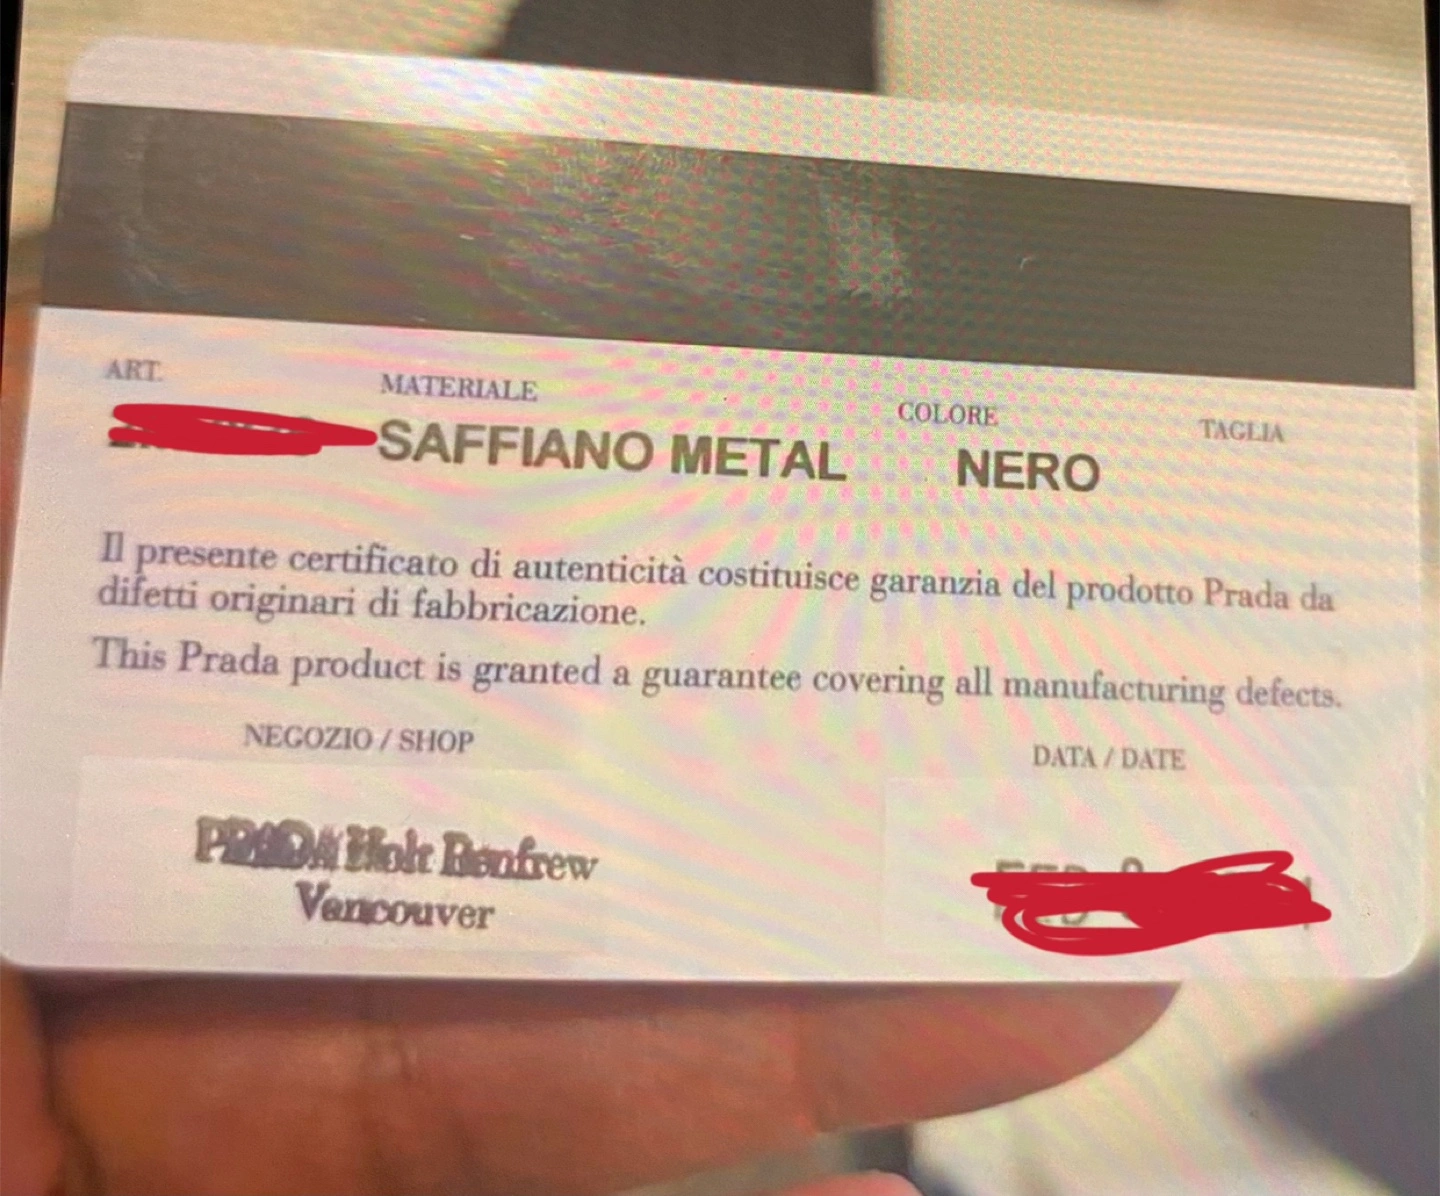 ART.
MATERIALE
COLORE
TAGLIA
SAFFIANO METAL
NERO
Il presente certificato di autenticità costituisce garanzia del prodotto Prada da
difetti originari di fabbricazione.
This Prada product is granted a guarantee covering all manufacturing defects.
NEGOZIO / SHOP
DATA / DATE
PRADA Holt Renfrew
Vancouver